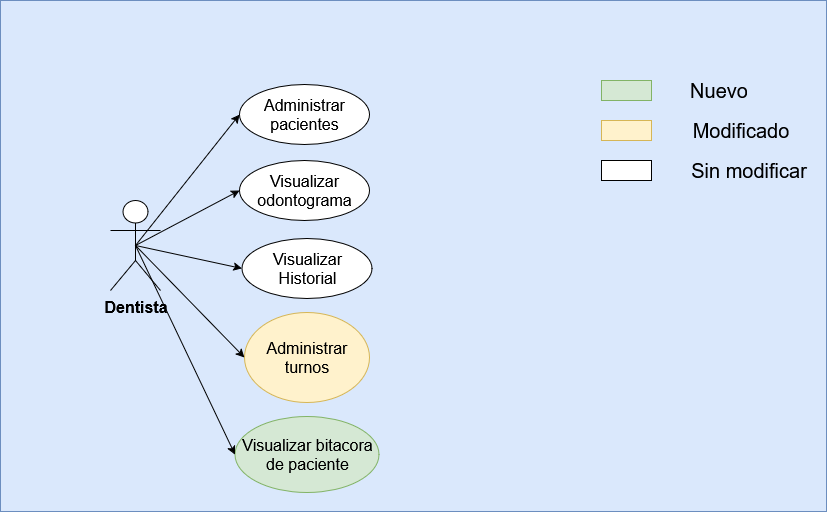 Administrar
pacientes
Visualizar
odontograma
Visualizar
Historial
Administrar
turnos
Visualizar bitacora
de paciente
Dentista
Nuevo
Modificado
Sin modificar